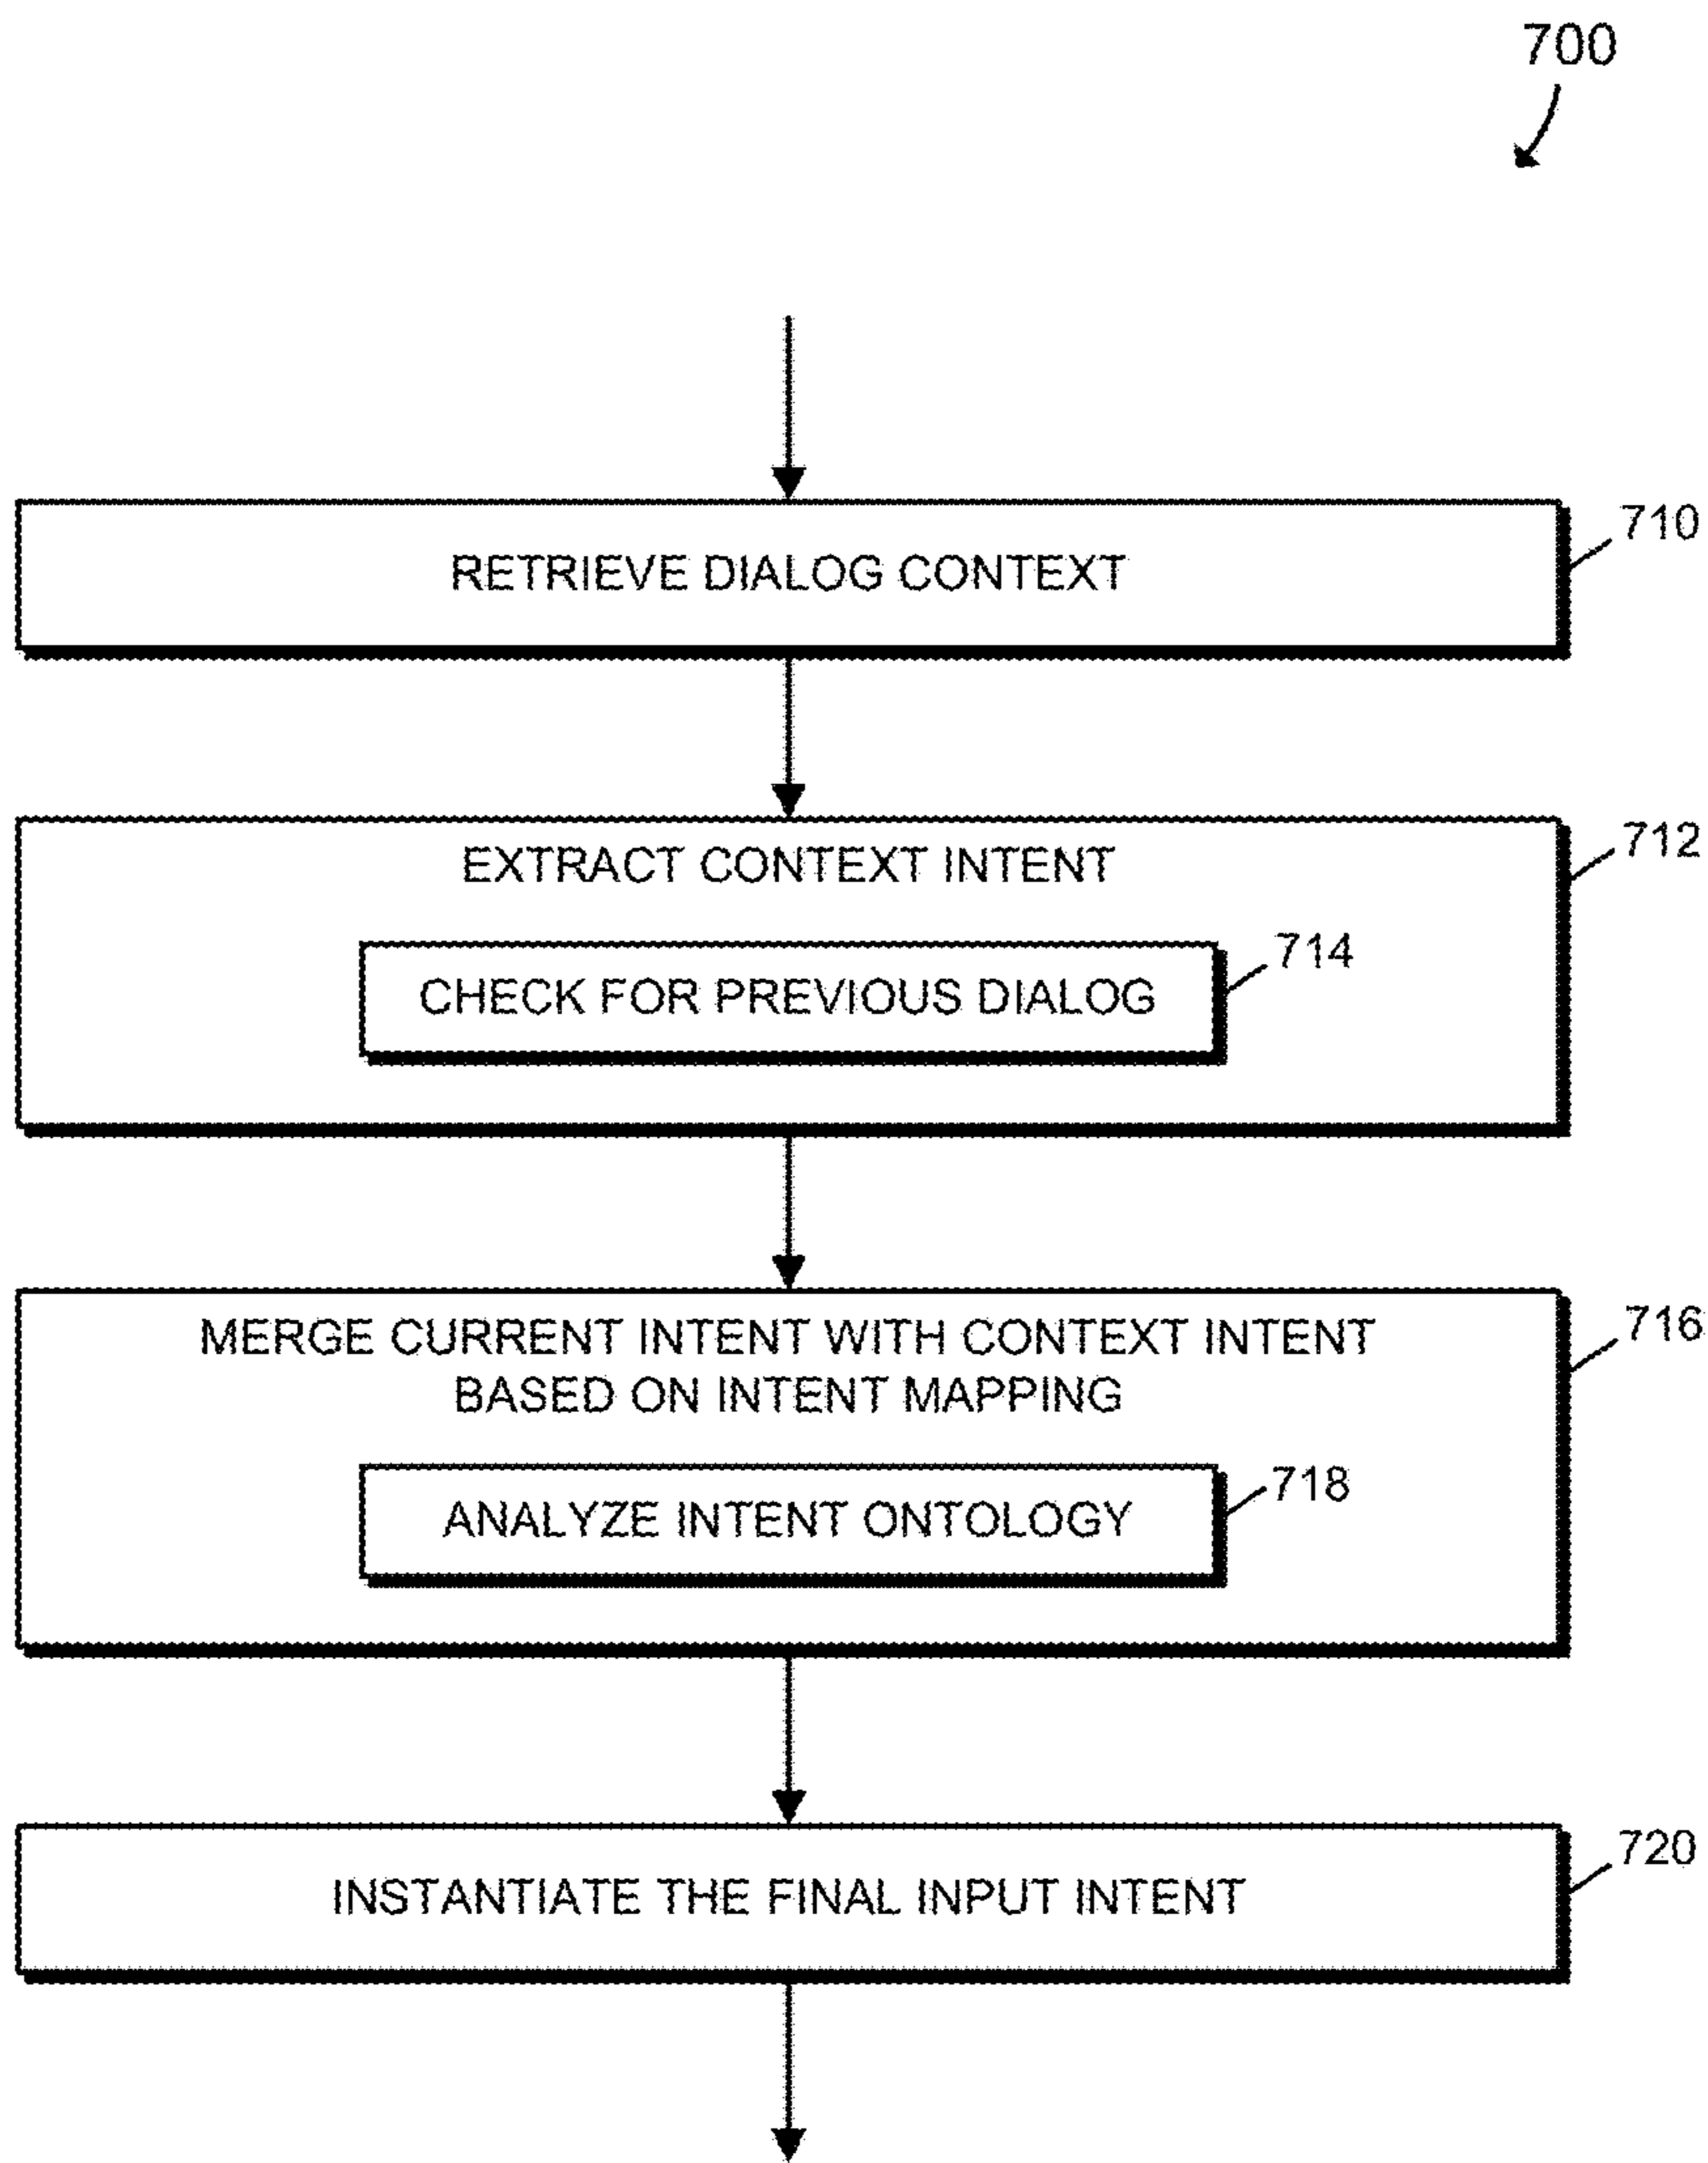 700
RETRIEVE DIALOG CONTEXT
710
EXTRACT CONTEXT INTENT
712
CHECK FOR PREVIOUS DIALOG
714
MERGE CURRENT INTENT WITH CONTEXT INTENT
BASED ON INTENT MAPPING
716
ANALYZE INTENT ONTOLOGY
718
INSTANTIATE THE FINAL INPUT INTENT
720